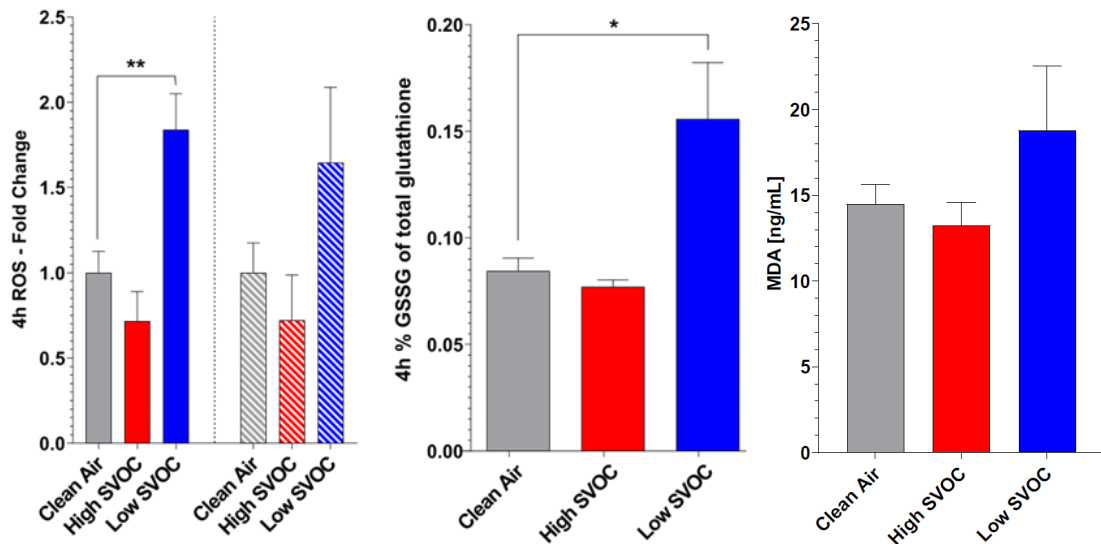 4h ROS - Fold Change
2.5
2.0
1.5
1.0
0.5
0.0
**
Clean Air
High SVOC
Low SVOC
Clean Air
High SVOC
Low SVOC
4h % GSSG of total glutathione
0.20
0.15
0.10
0.05
0.00
*
Clean Air
High SVOC
Low SVOC
MDA [ng/mL]
25
20
15
10
5
0
Clean Air
High SVOC
Low SVOC